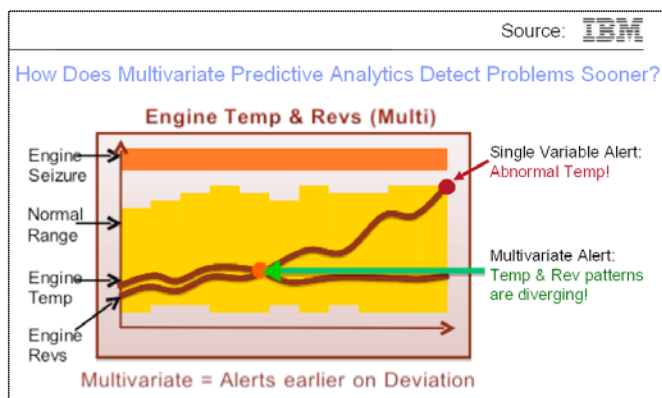 Source: IBM
How Does Multivariate Predictive Analytics Detect Problems Sooner?
Engine Temp & Revs (Multi)
Engine
Seizure
Normal
Range
Engine
Temp
Engine
Revs
Single Variable Alert:
Abnormal Temp!
Multivariate Alert:
Temp & Rev patterns
are diverging!
Multivariate = Alerts earlier on Deviation